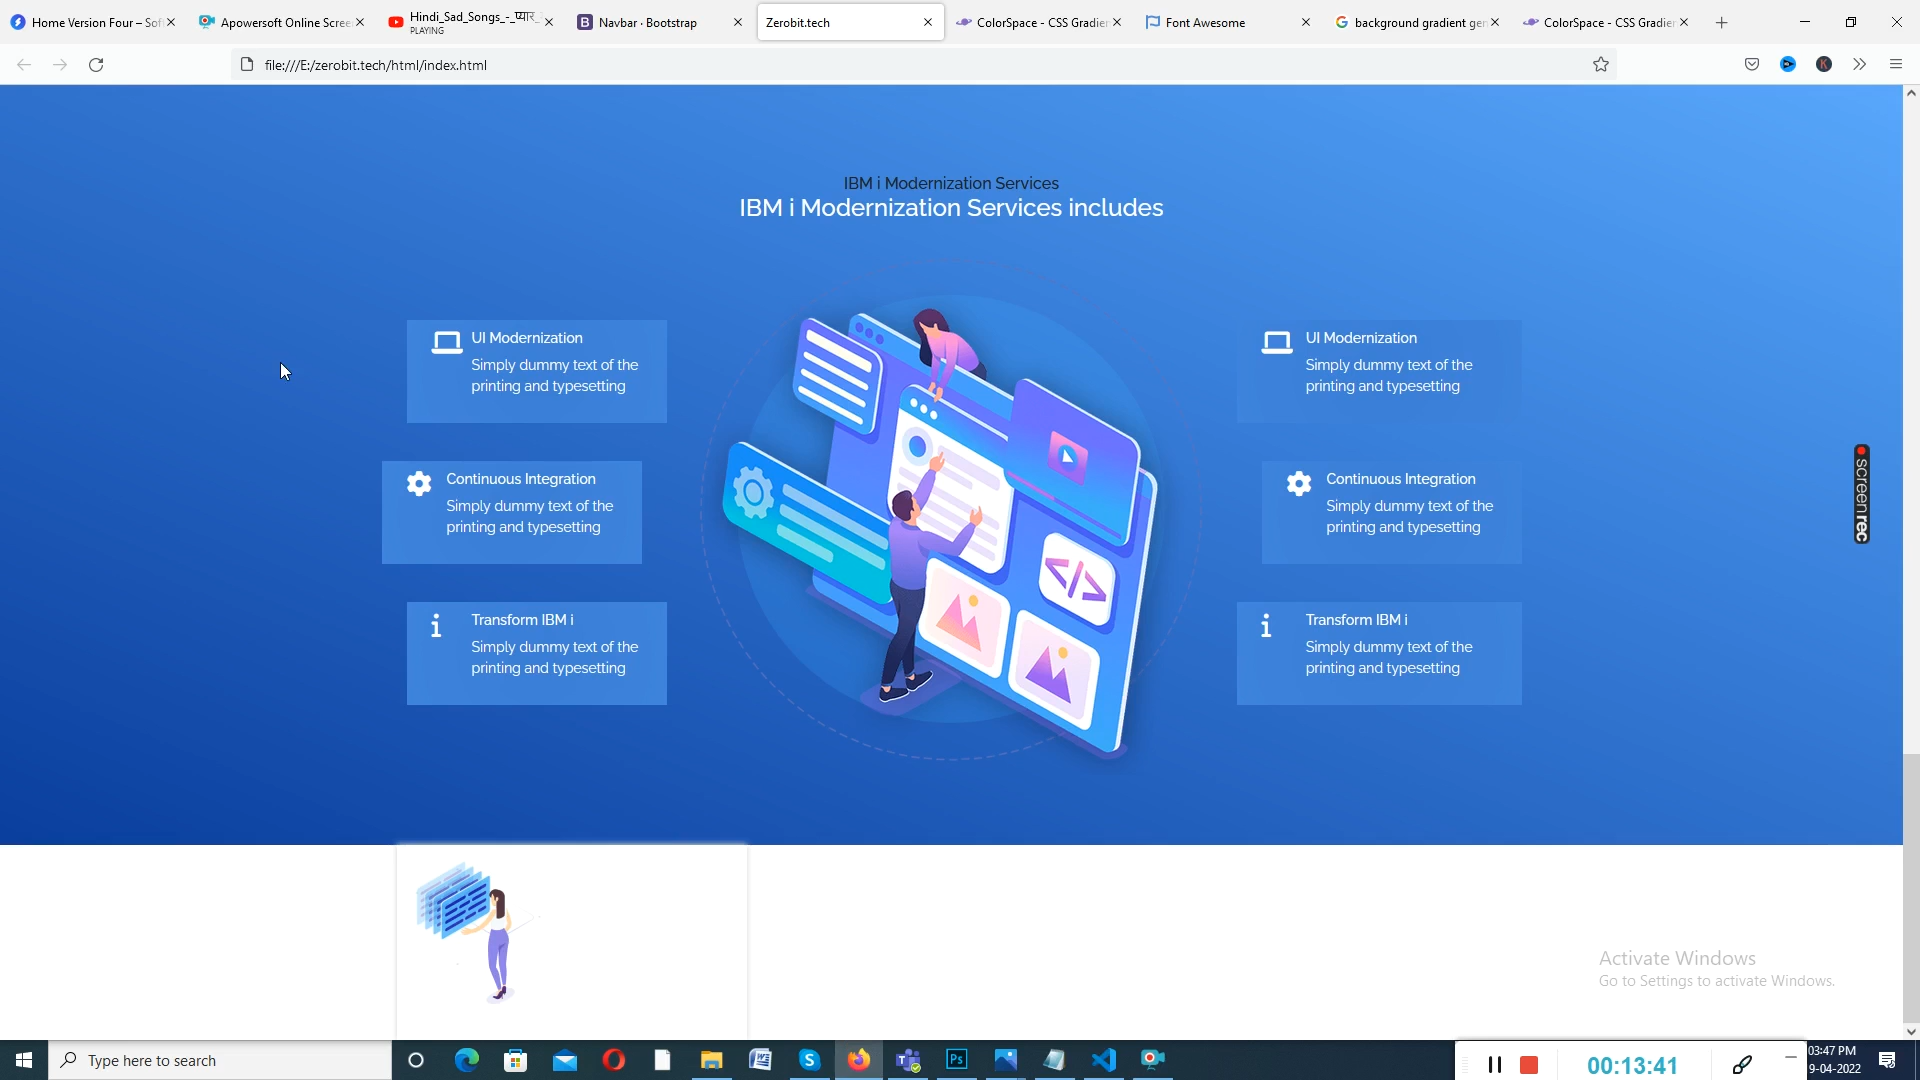 Home Version Four – Sof
Apowersoft Online Scree
Hindi_Sad_Songs_-_प्यार_
PLAYING
Navbar · Bootstrap
Zerobit.tech
ColorSpace - CSS Gradien
Font Awesome
background gradient gen
ColorSpace - CSS Gradien
file:///E:/zerobit.tech/html/index.html
IBM i Modernization Services
IBM i Modernization Services includes
UI Modernization
Simply dummy text of the
printing and typesetting
Continuous Integration
Simply dummy text of the
printing and typesetting
Transform IBM i
Simply dummy text of the
printing and typesetting
UI Modernization
Simply dummy text of the
printing and typesetting
Continuous Integration
Simply dummy text of the
printing and typesetting
Transform IBM i
Simply dummy text of the
printing and typesetting
screenrec
Activate Windows
Go to Settings to activate Windows.
Type here to search
00:13:41
03:47 PM
9-04-2022